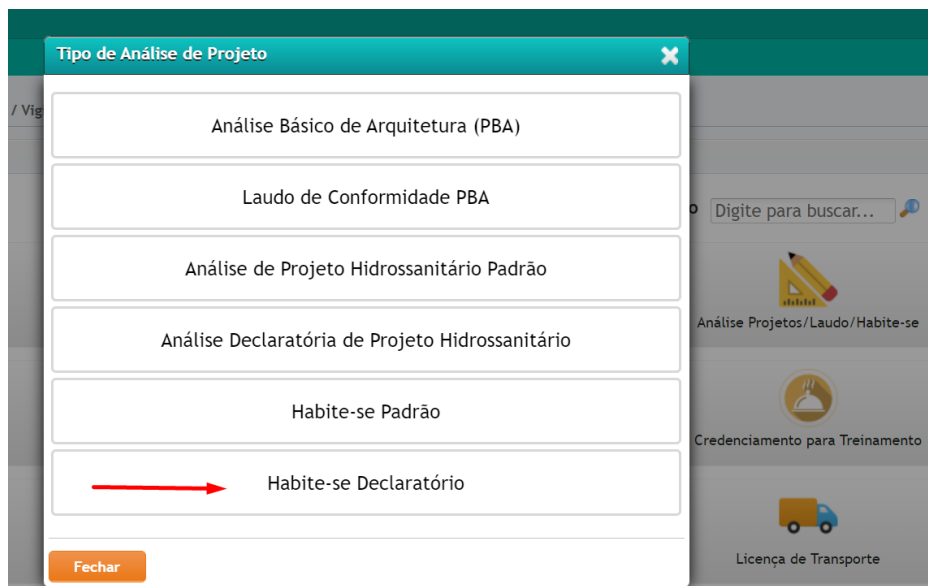 Tipo de Análise de Projeto
/ Vig
Análise Básico de Arquitetura (PBA)
Laudo de Conformidade PBA
o Digite para buscar...
Análise de Projeto Hidrossanitário Padrão
Análise Projetos/Laudo/Habite-se
Análise Declaratória de Projeto Hidrossanitário
Habite-se Padrão
Credenciamento para Treinamento
Habite-se Declaratório
Licença de Transporte
Fechar